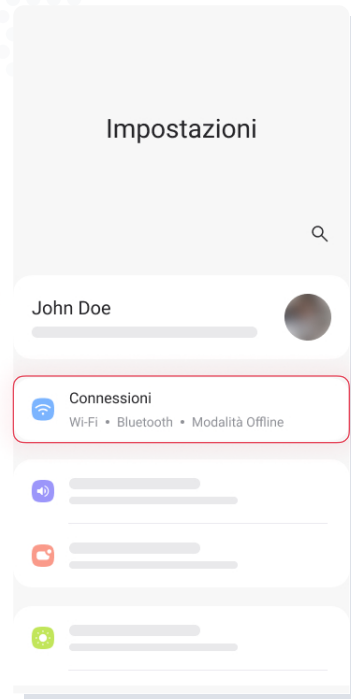 Impostazioni
John Doe
Connessioni
Wi-Fi • Bluetooth • Modalità Offline